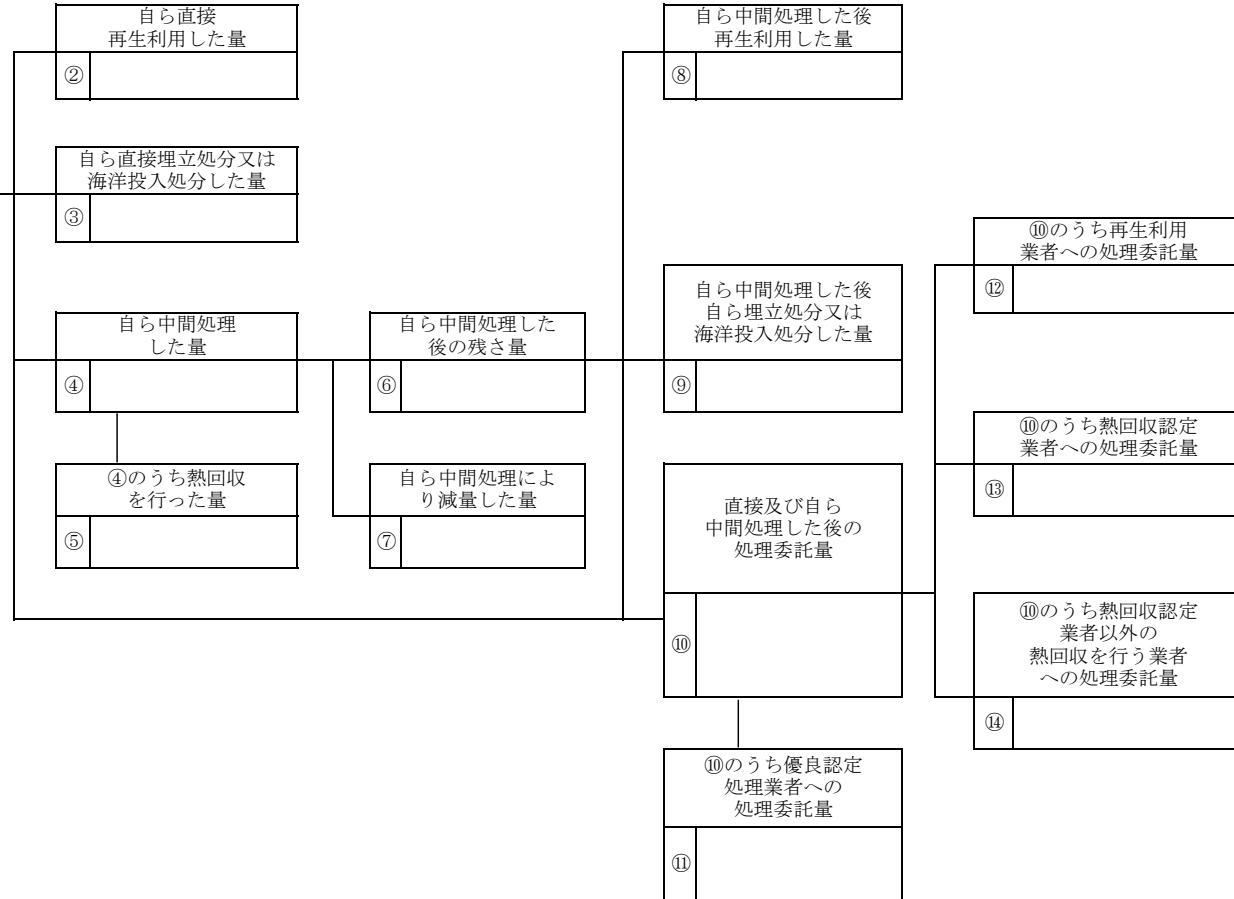 自ら直接
再生利用した量
②
自ら中間処理した後
再生利用した量
⑧
自ら直接埋立処分又は
海洋投入処分した量
③
⑩のうち再生利用
業者への処理委託量
⑫
自ら中間処理した後
自ら埋立処分又は
海洋投入処分した量
⑨
自ら中間処理
した量
④
自ら中間処理した
後の残さ量
⑥
⑩のうち熱回収認定
業者への処理委託量
⑬
④のうち熱回収
を行った量
⑤
自ら中間処理によ
り減量した量
⑦
直接及び自ら
中間処理した後の
処理委託量
⑩
⑩のうち熱回収認定
業者以外の
熱回収を行う業者
への処理委託量
⑭
⑩のうち優良認定
処理業者への
処理委託量
⑪